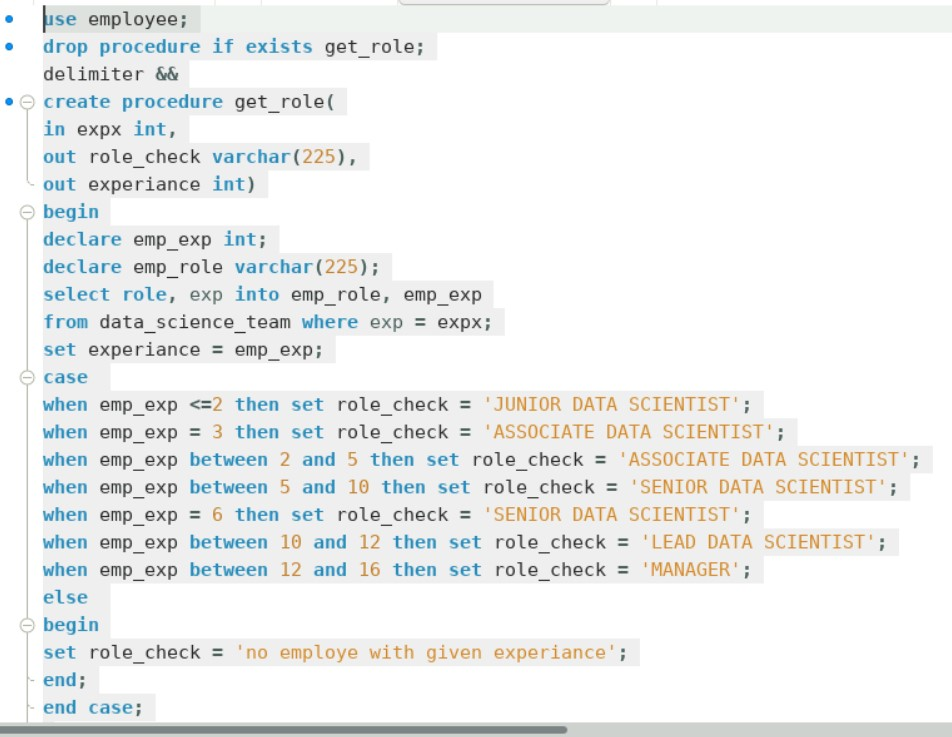 use employee;
drop procedure if exists get_role;
delimiter &&
create procedure get_role(
in expx int,
out role_check varchar(225),
out experiance int)
begin
declare emp_exp int;
declare emp_role varchar(225);
select role, exp into emp_role, emp_exp
from data_science_team where exp = expx;
set experiance = emp_exp;
case
when emp_exp <=2 then set role_check = 'JUNIOR DATA SCIENTIST';
when emp_exp = 3 then set role_check = 'ASSOCIATE DATA SCIENTIST';
when emp_exp between 2 and 5 then set role_check = 'ASSOCIATE DATA SCIENTIST';
when emp_exp between 5 and 10 then set role_check = 'SENIOR DATA SCIENTIST';
when emp_exp = 6 then set role_check = 'SENIOR DATA SCIENTIST';
when emp_exp between 10 and 12 then set role_check = 'LEAD DATA SCIENTIST';
when emp_exp between 12 and 16 then set role_check = 'MANAGER';
else
begin
set role_check = 'no employe with given experiance';
end;
end case;